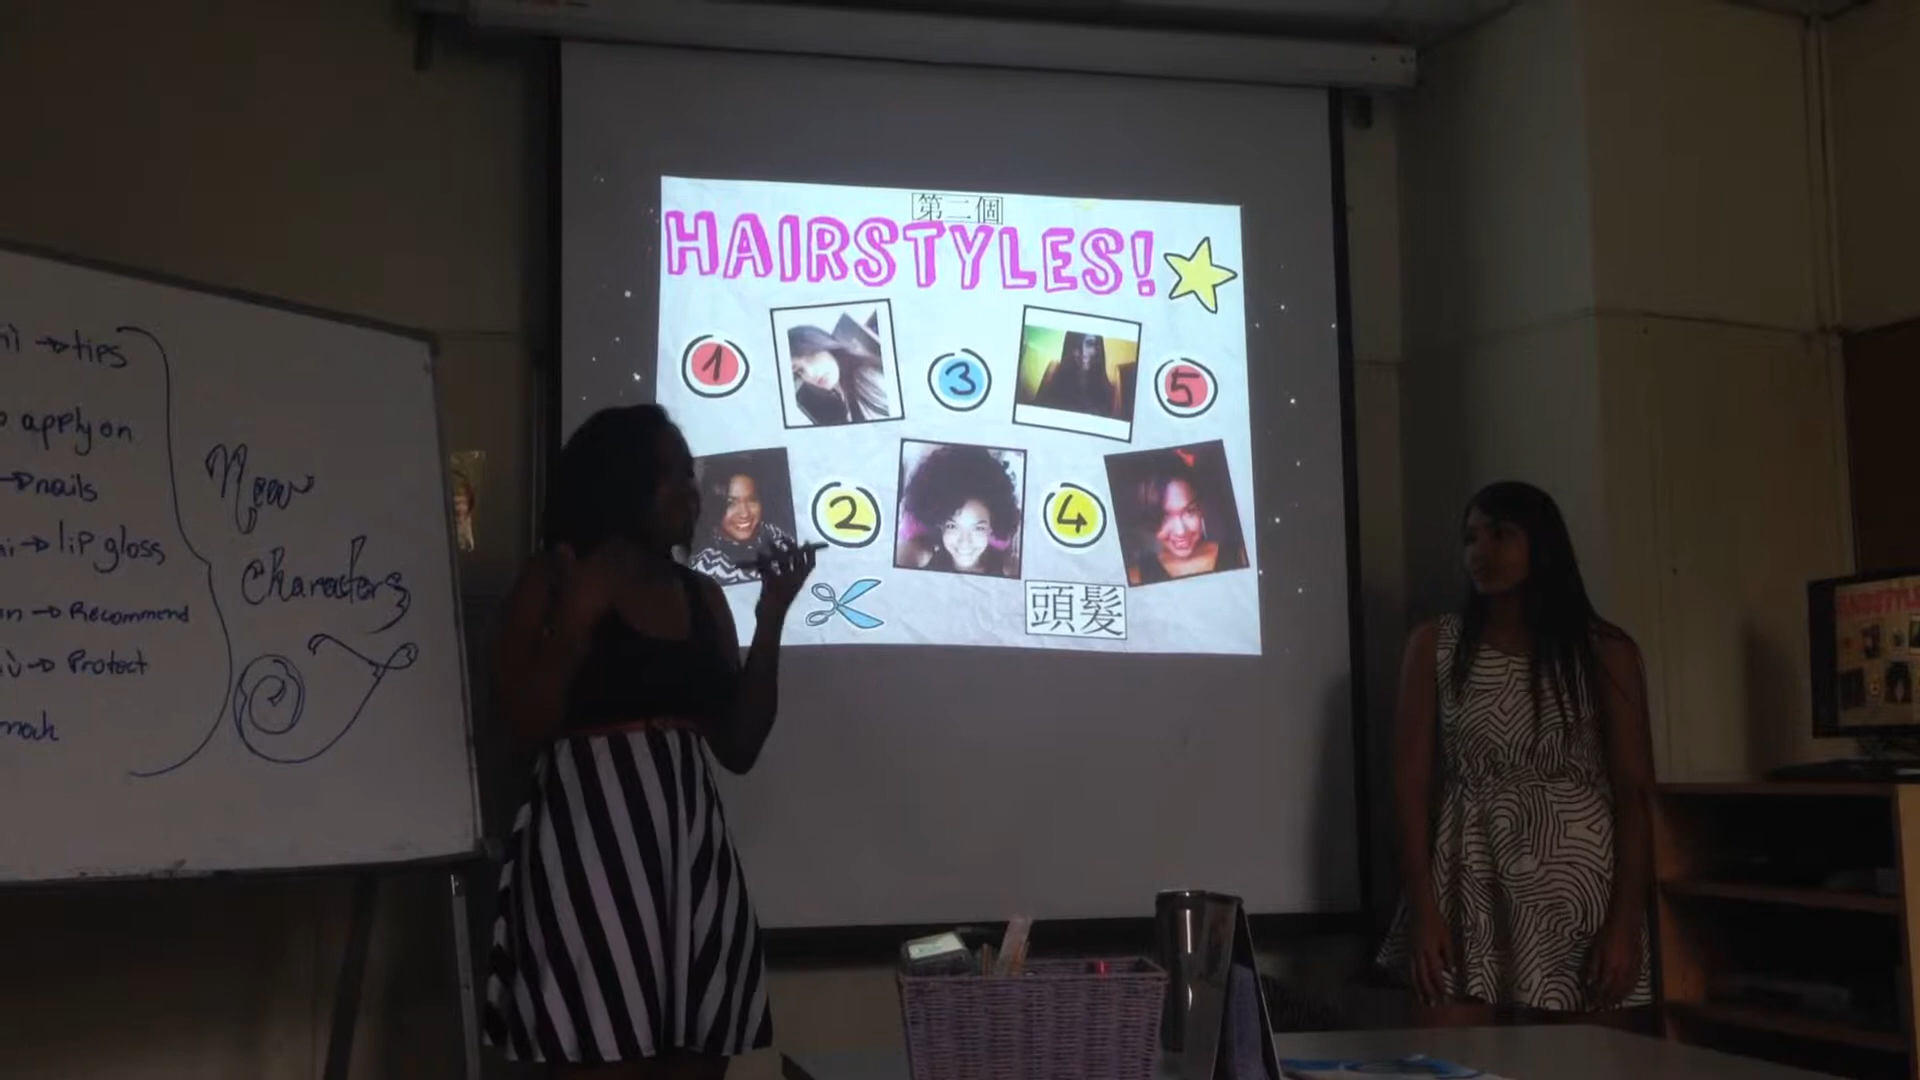 → tips
apply on
→ nails
→ lip gloss
→ Recommend
→ Protect
New
Characters
第二個
HAIRSTYLES!
1
3
5
2
4
頭髮